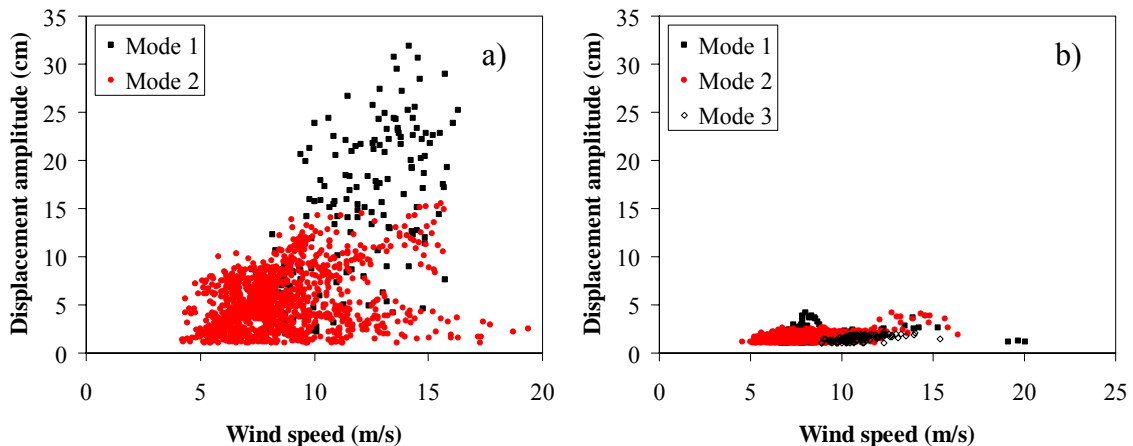 35
30
25
20
15
10
5
0
Displacement amplitude (cm)
Mode 1
Mode 2
a)
0 5 10 15 20
Wind speed (m/s)
35
30
25
20
15
10
5
0
Displacement amplitude (cm)
Mode 1
Mode 2
Mode 3
b)
0 5 10 15 20 25
Wind speed (m/s)